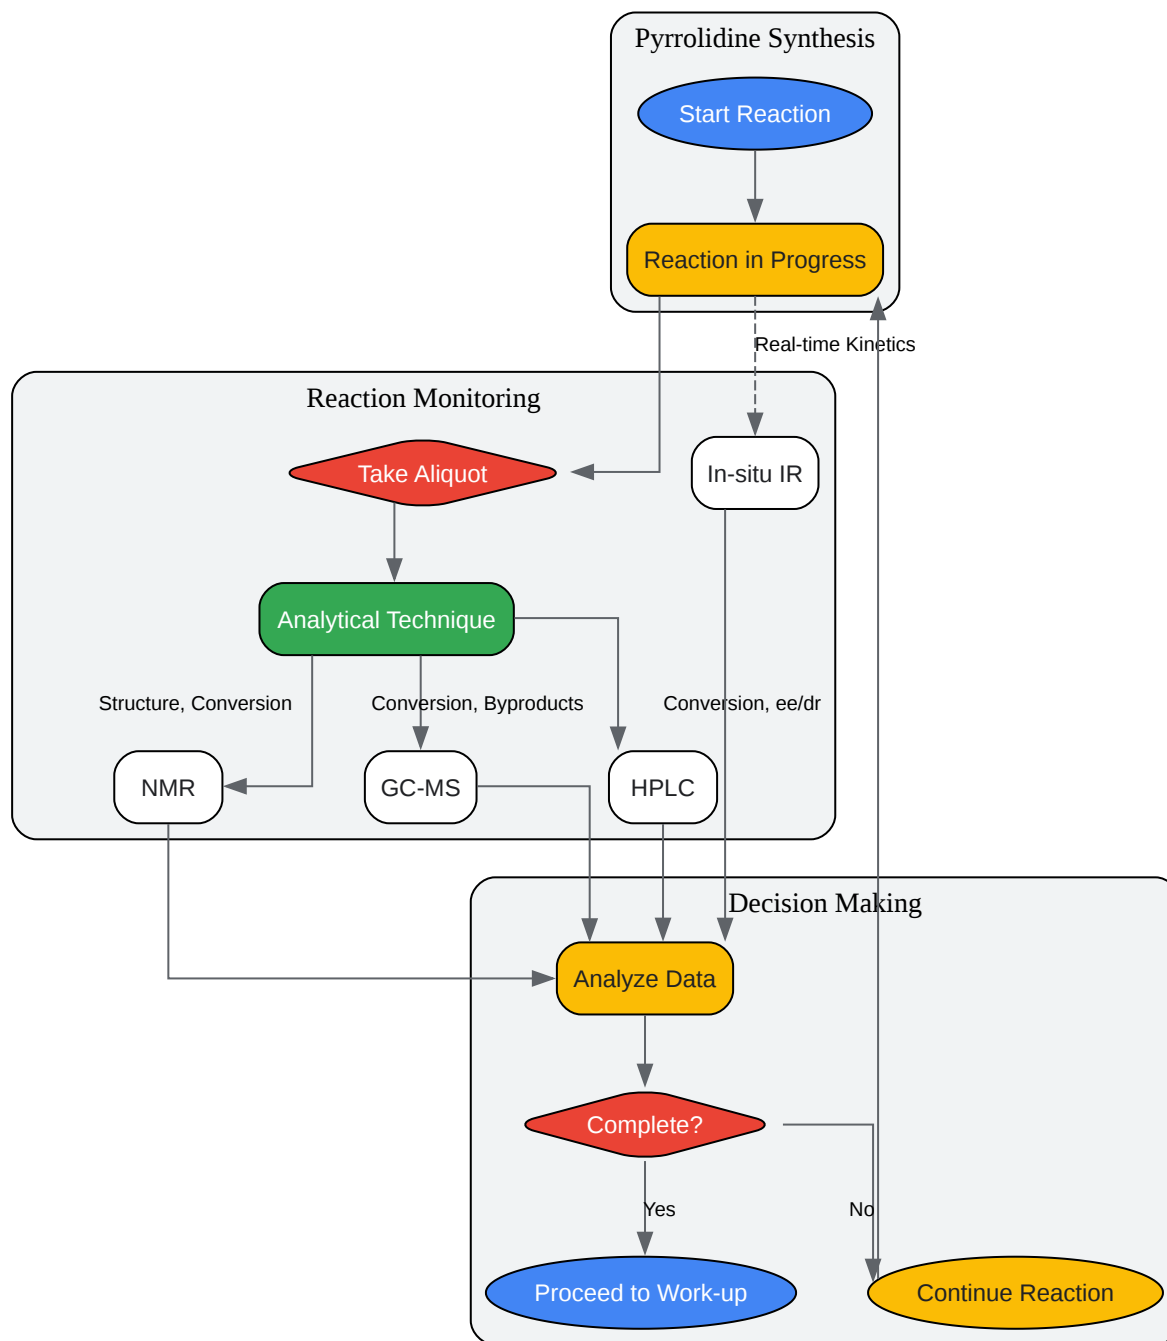 Pyrrolidine Synthesis
Start Reaction
Reaction in Progress
Real-time Kinetics
Reaction Monitoring
Take Aliquot
In-situ IR
Analytical Technique
Structure, Conversion
Conversion, Byproducts
Conversion, ee/dr
NMR
GC-MS
HPLC
Decision Making
Analyze Data
Complete?
Yes
No
Proceed to Work-up
Continue Reaction